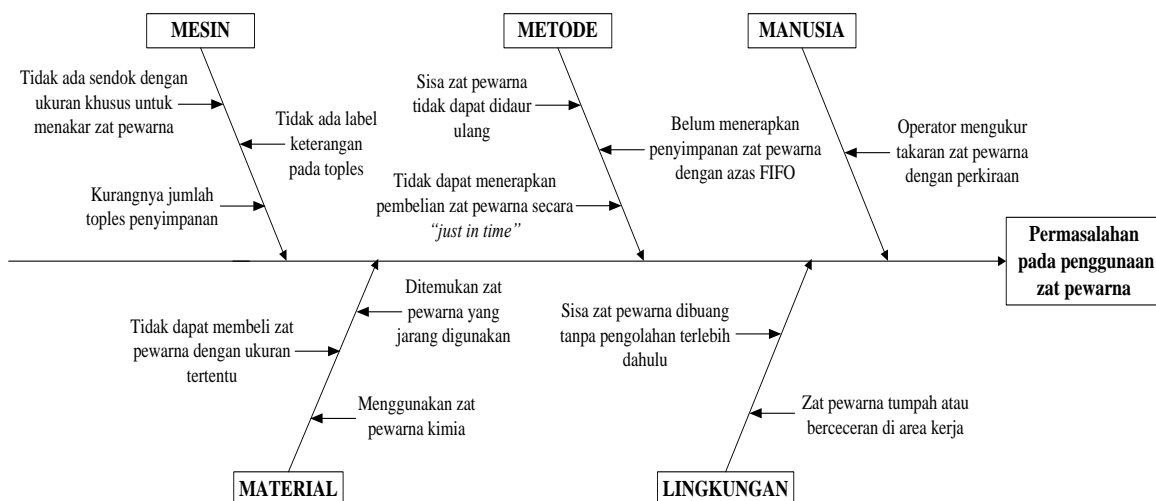 MESIN
METODE
MANUSIA
Tidak ada sendok dengan
ukuran khusus untuk
menakar zat pewarna
Tidak ada label
keterangan
pada toples
Kurangnya jumlah
toples penyimpanan
Sisa zat pewarna
tidak dapat didaur
ulang
Belum menerapkan
penyimpanan zat pewarna
dengan azas FIFO
Tidak dapat menerapkan
pembelian zat pewarna secara
“just in time”
Operator mengukur
takaran zat pewarna
dengan perkiraan
Permasalahan
pada penggunaan
zat pewarna
Ditemukan zat
pewarna yang
jarang digunakan
Tidak dapat membeli zat
pewarna dengan ukuran
tertentu
Menggunakan zat
pewarna kimia
Sisa zat pewarna dibuang
tanpa pengolahan terlebih
dahulu
Zat pewarna tumpah atau
berceceran di area kerja
MATERIAL
LINGKUNGAN